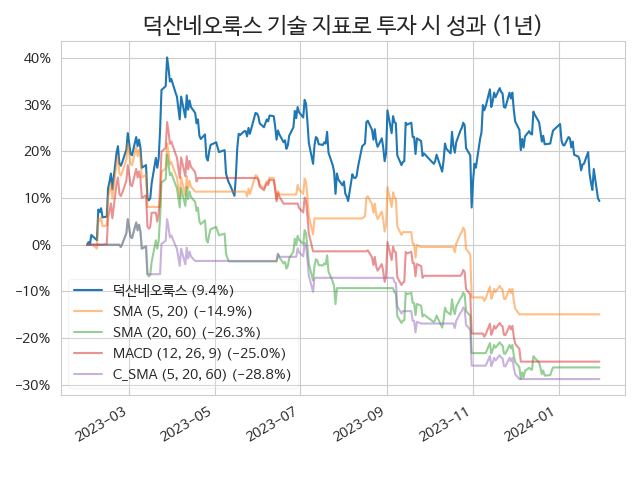 덕산네오룩스 기술 지표로 투자 시 성과 (1년)
40%
30%
20%
10%
0%
−10%
−20%
−30%
덕산네오룩스 (9.4%)
SMA (5, 20) (−14.9%)
SMA (20, 60) (−26.3%)
MACD (12, 26, 9) (−25.0%)
C_SMA (5, 20, 60) (−28.8%)
2023−03
2023−05
2023−07
2023−09
2023−11
2024−01